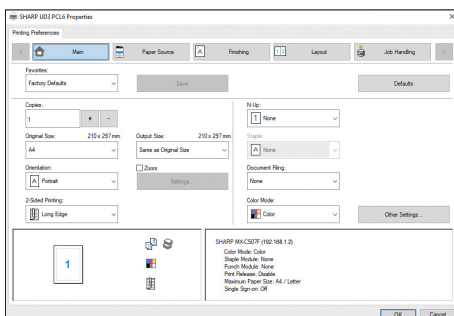 SHARP UD3 PCL6 Properties
Printing Preferences
Main Paper Source Finishing Layout Job Handling
Favorites:
Factory Defaults Save Defaults
Copies: N-Up:
1 + - 1 None
Original Size: 210 x 297 mm. Output Size: 210 x 297 mm. Staple:
A4 Same as Original Size None
Orientation: Zoom Document Filing:
Portrait Settings... None
2-Sided Printing: Color Mode:
Long Edge Color Other Settings...
1
SHARP MX-C507F (192.168.1.2)
Color Mode: Color
Staple Module: None
Punch Module: None
Print Release: Disable
Maximum Paper Size: A4 / Letter
Single Sign-on: Off
OK Cancel